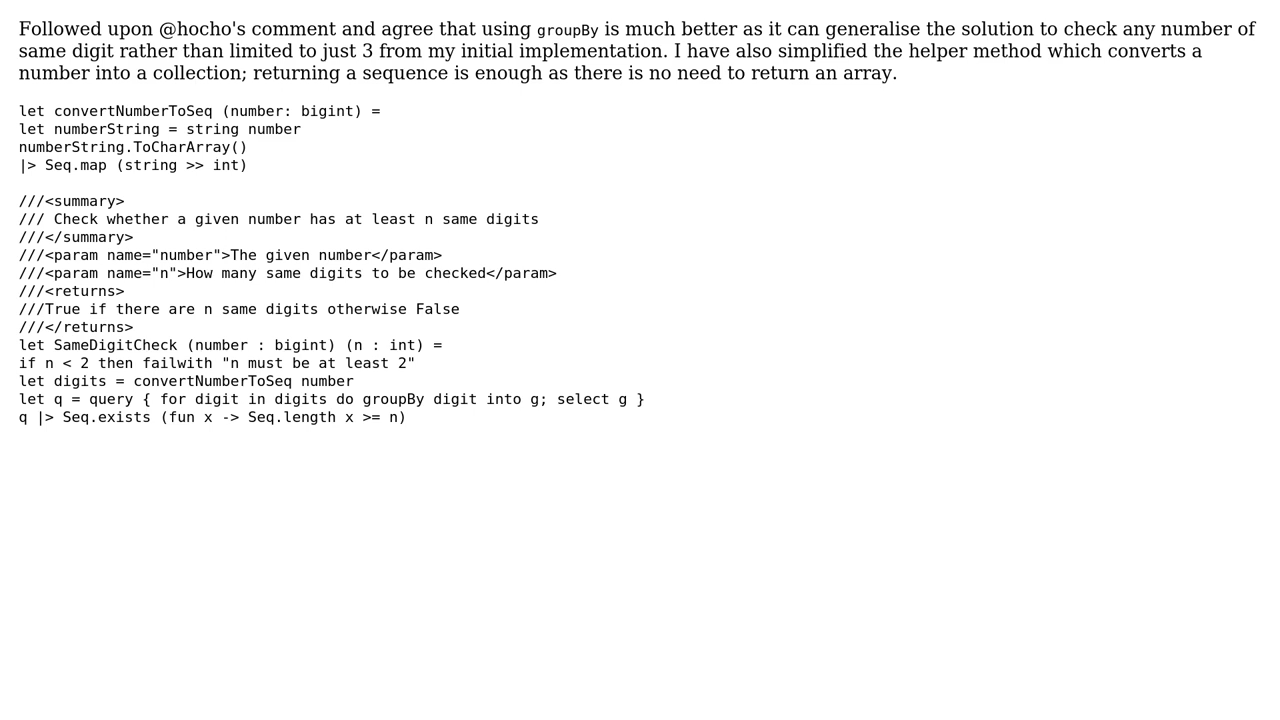 Followed upon @hocho's comment and agree that using groupBy is much better as it can generalise the solution to check any number of
same digit rather than limited to just 3 from my initial implementation. I have also simplified the helper method which converts a
number into a collection; returning a sequence is enough as there is no need to return an array.
let convertNumberToSeq (number: bigint) =
let numberString = string number
numberString.ToCharArray()
|> Seq.map (string >> int)
///<summary>
/// Check whether a given number has at least n same digits
///</summary>
///<param name="number">The given number</param>
///<param name="n">How many same digits to be checked</param>
///<returns>
///True if there are n same digits otherwise False
///</returns>
let SameDigitCheck (number : bigint) (n : int) =
if n < 2 then failwith "n must be at least 2"
let digits = convertNumberToSeq number
let q = query { for digit in digits do groupBy digit into g; select g }
q |> Seq.exists (fun x -> Seq.length x >= n)